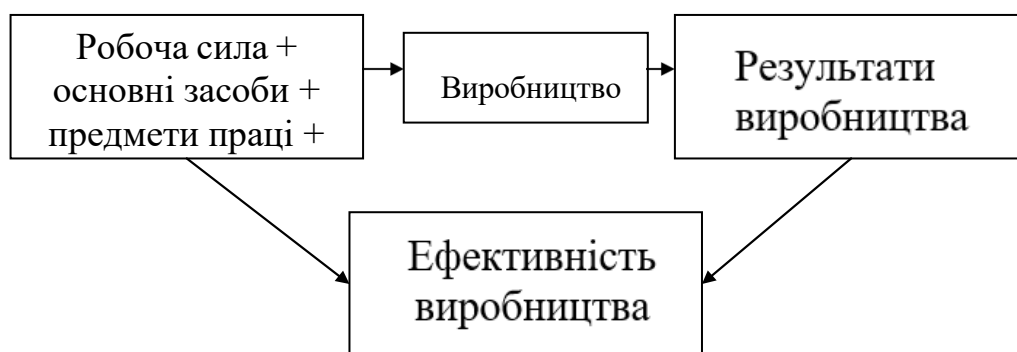 Робоча сила +
основні засоби +
предмети праці +
Виробництво
Результати
виробництва
Ефективність
виробництва